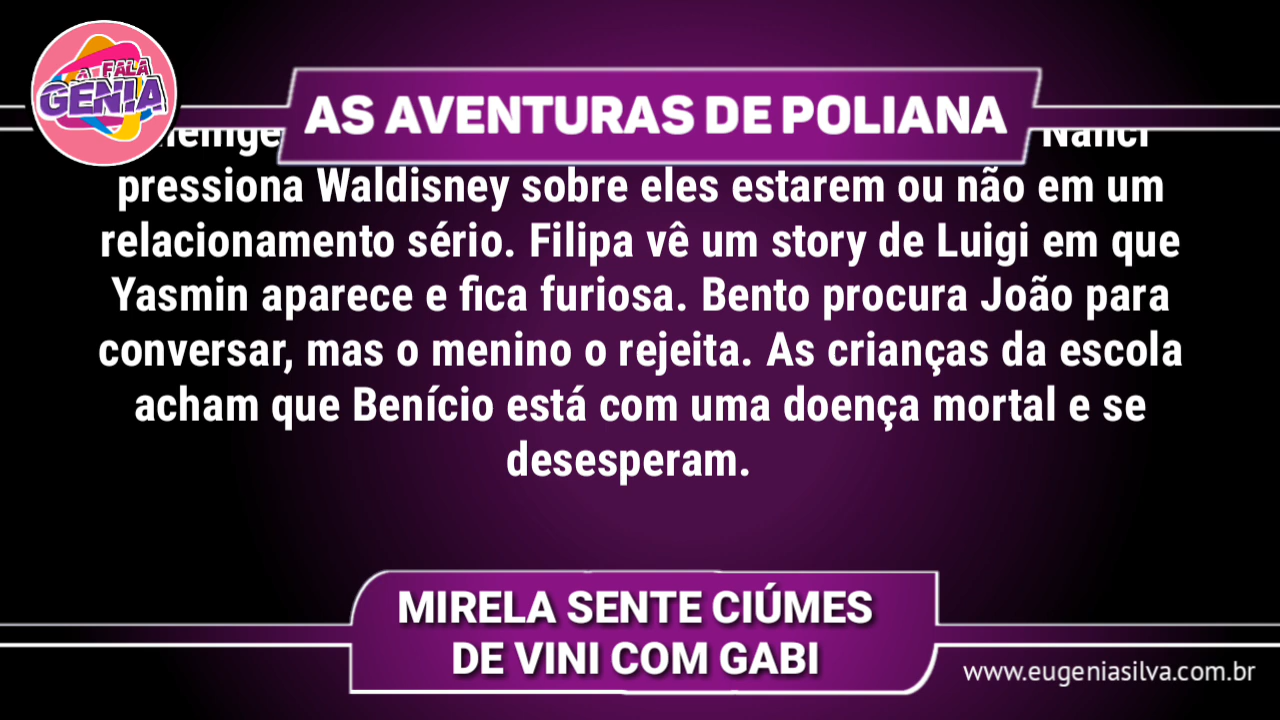 A FALA
GENIA
AS AVENTURAS DE POLIANA
Nanci
pressiona Waldisney sobre eles estarem ou não em um
relacionamento sério. Filipa vê um story de Luigi em que
Yasmin aparece e fica furiosa. Bento procura João para
conversar, mas o menino o rejeita. As crianças da escola
acham que Benício está com uma doença mortal e se
desesperam.
MIRELA SENTE CIÚMES
DE VINI COM GABI
www.eugeniasilva.com.br